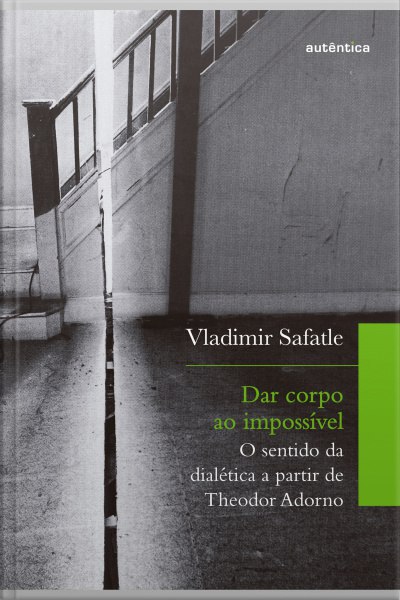 autêntica
Vladimir Safatle
Dar corpo
ao impossível
O sentido da
dialética a partir de
Theodor Adorno